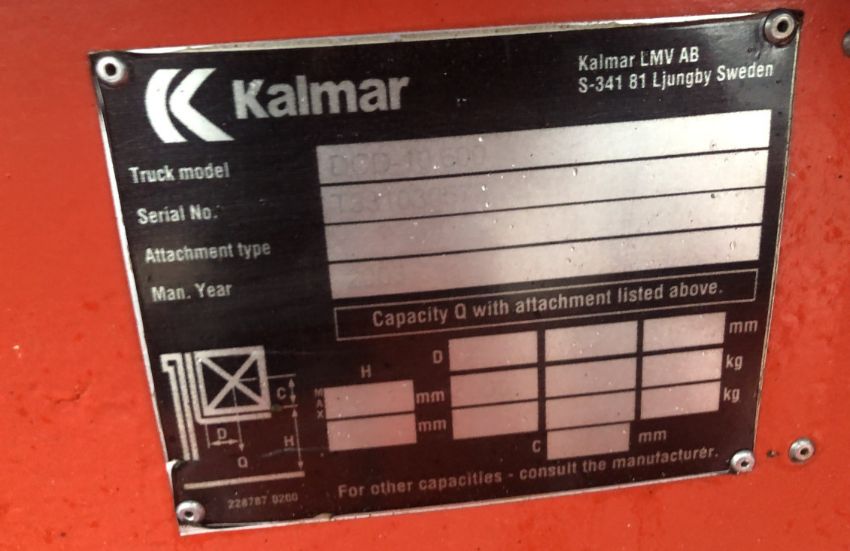 Kalmar
Kalmar LMV AB
S-341 81 Ljungby Sweden
Truck model
Serial No.
Attachment type
Man. Year
Capacity Q with attachment listed above.
D mm
H kg
MAX mm kg
mm
C mm
C
D
H
Q
For other capacities - consult the manufacturer.
228787 0200